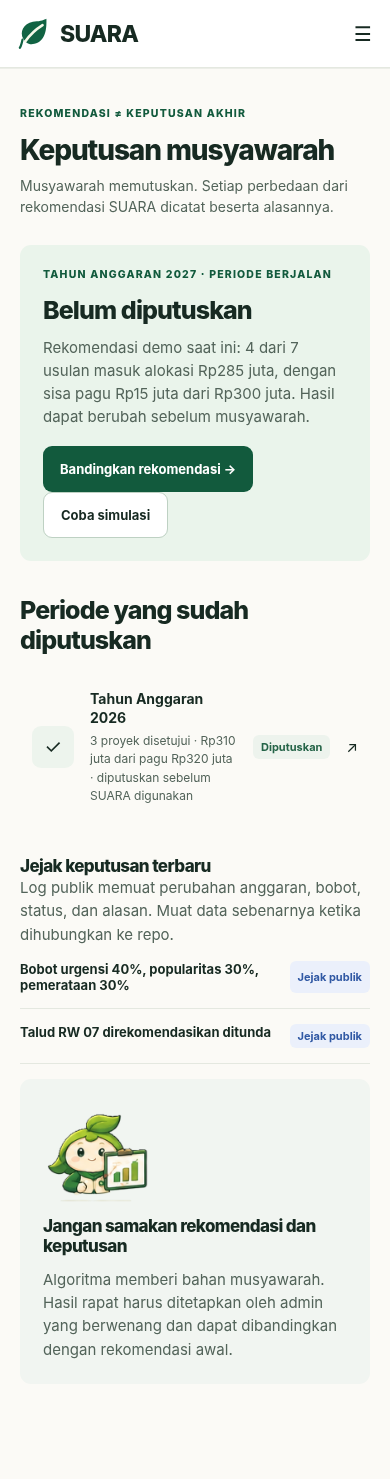 SUARA
☰
REKOMENDASI ≠ KEPUTUSAN AKHIR
Keputusan musyawarah
Musyawarah memutuskan. Setiap perbedaan dari
rekomendasi SUARA dicatat beserta alasannya.
TAHUN ANGGARAN 2027 · PERIODE BERJALAN
Belum diputuskan
Rekomendasi demo saat ini: 4 dari 7
usulan masuk alokasi Rp285 juta, dengan
sisa pagu Rp15 juta dari Rp300 juta. Hasil
dapat berubah sebelum musyawarah.
Bandingkan rekomendasi →
Coba simulasi
Periode yang sudah
diputuskan
✓
Tahun Anggaran
2026
3 proyek disetujui · Rp310
juta dari pagu Rp320 juta
· diputuskan sebelum
SUARA digunakan
Diputuskan
↗
Jejak keputusan terbaru
Log publik memuat perubahan anggaran, bobot,
status, dan alasan. Muat data sebenarnya ketika
dihubungkan ke repo.
Bobot urgensi 40%, popularitas 30%,
pemerataan 30%
Jejak publik
Talud RW 07 direkomendasikan ditunda
Jejak publik
Jangan samakan rekomendasi dan
keputusan
Algoritma memberi bahan musyawarah.
Hasil rapat harus ditetapkan oleh admin
yang berwenang dan dapat dibandingkan
dengan rekomendasi awal.